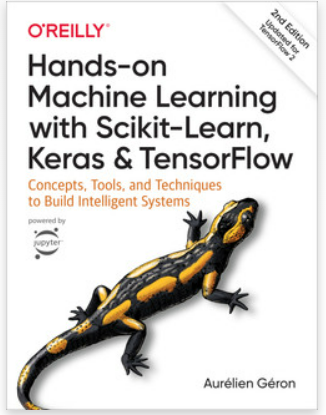 O'REILLY®
2nd Edition
Updated for
TensorFlow 2
Hands-on
Machine Learning
with Scikit-Learn,
Keras & TensorFlow
Concepts, Tools, and Techniques
to Build Intelligent Systems
powered by
jupyter
Aurélien Géron